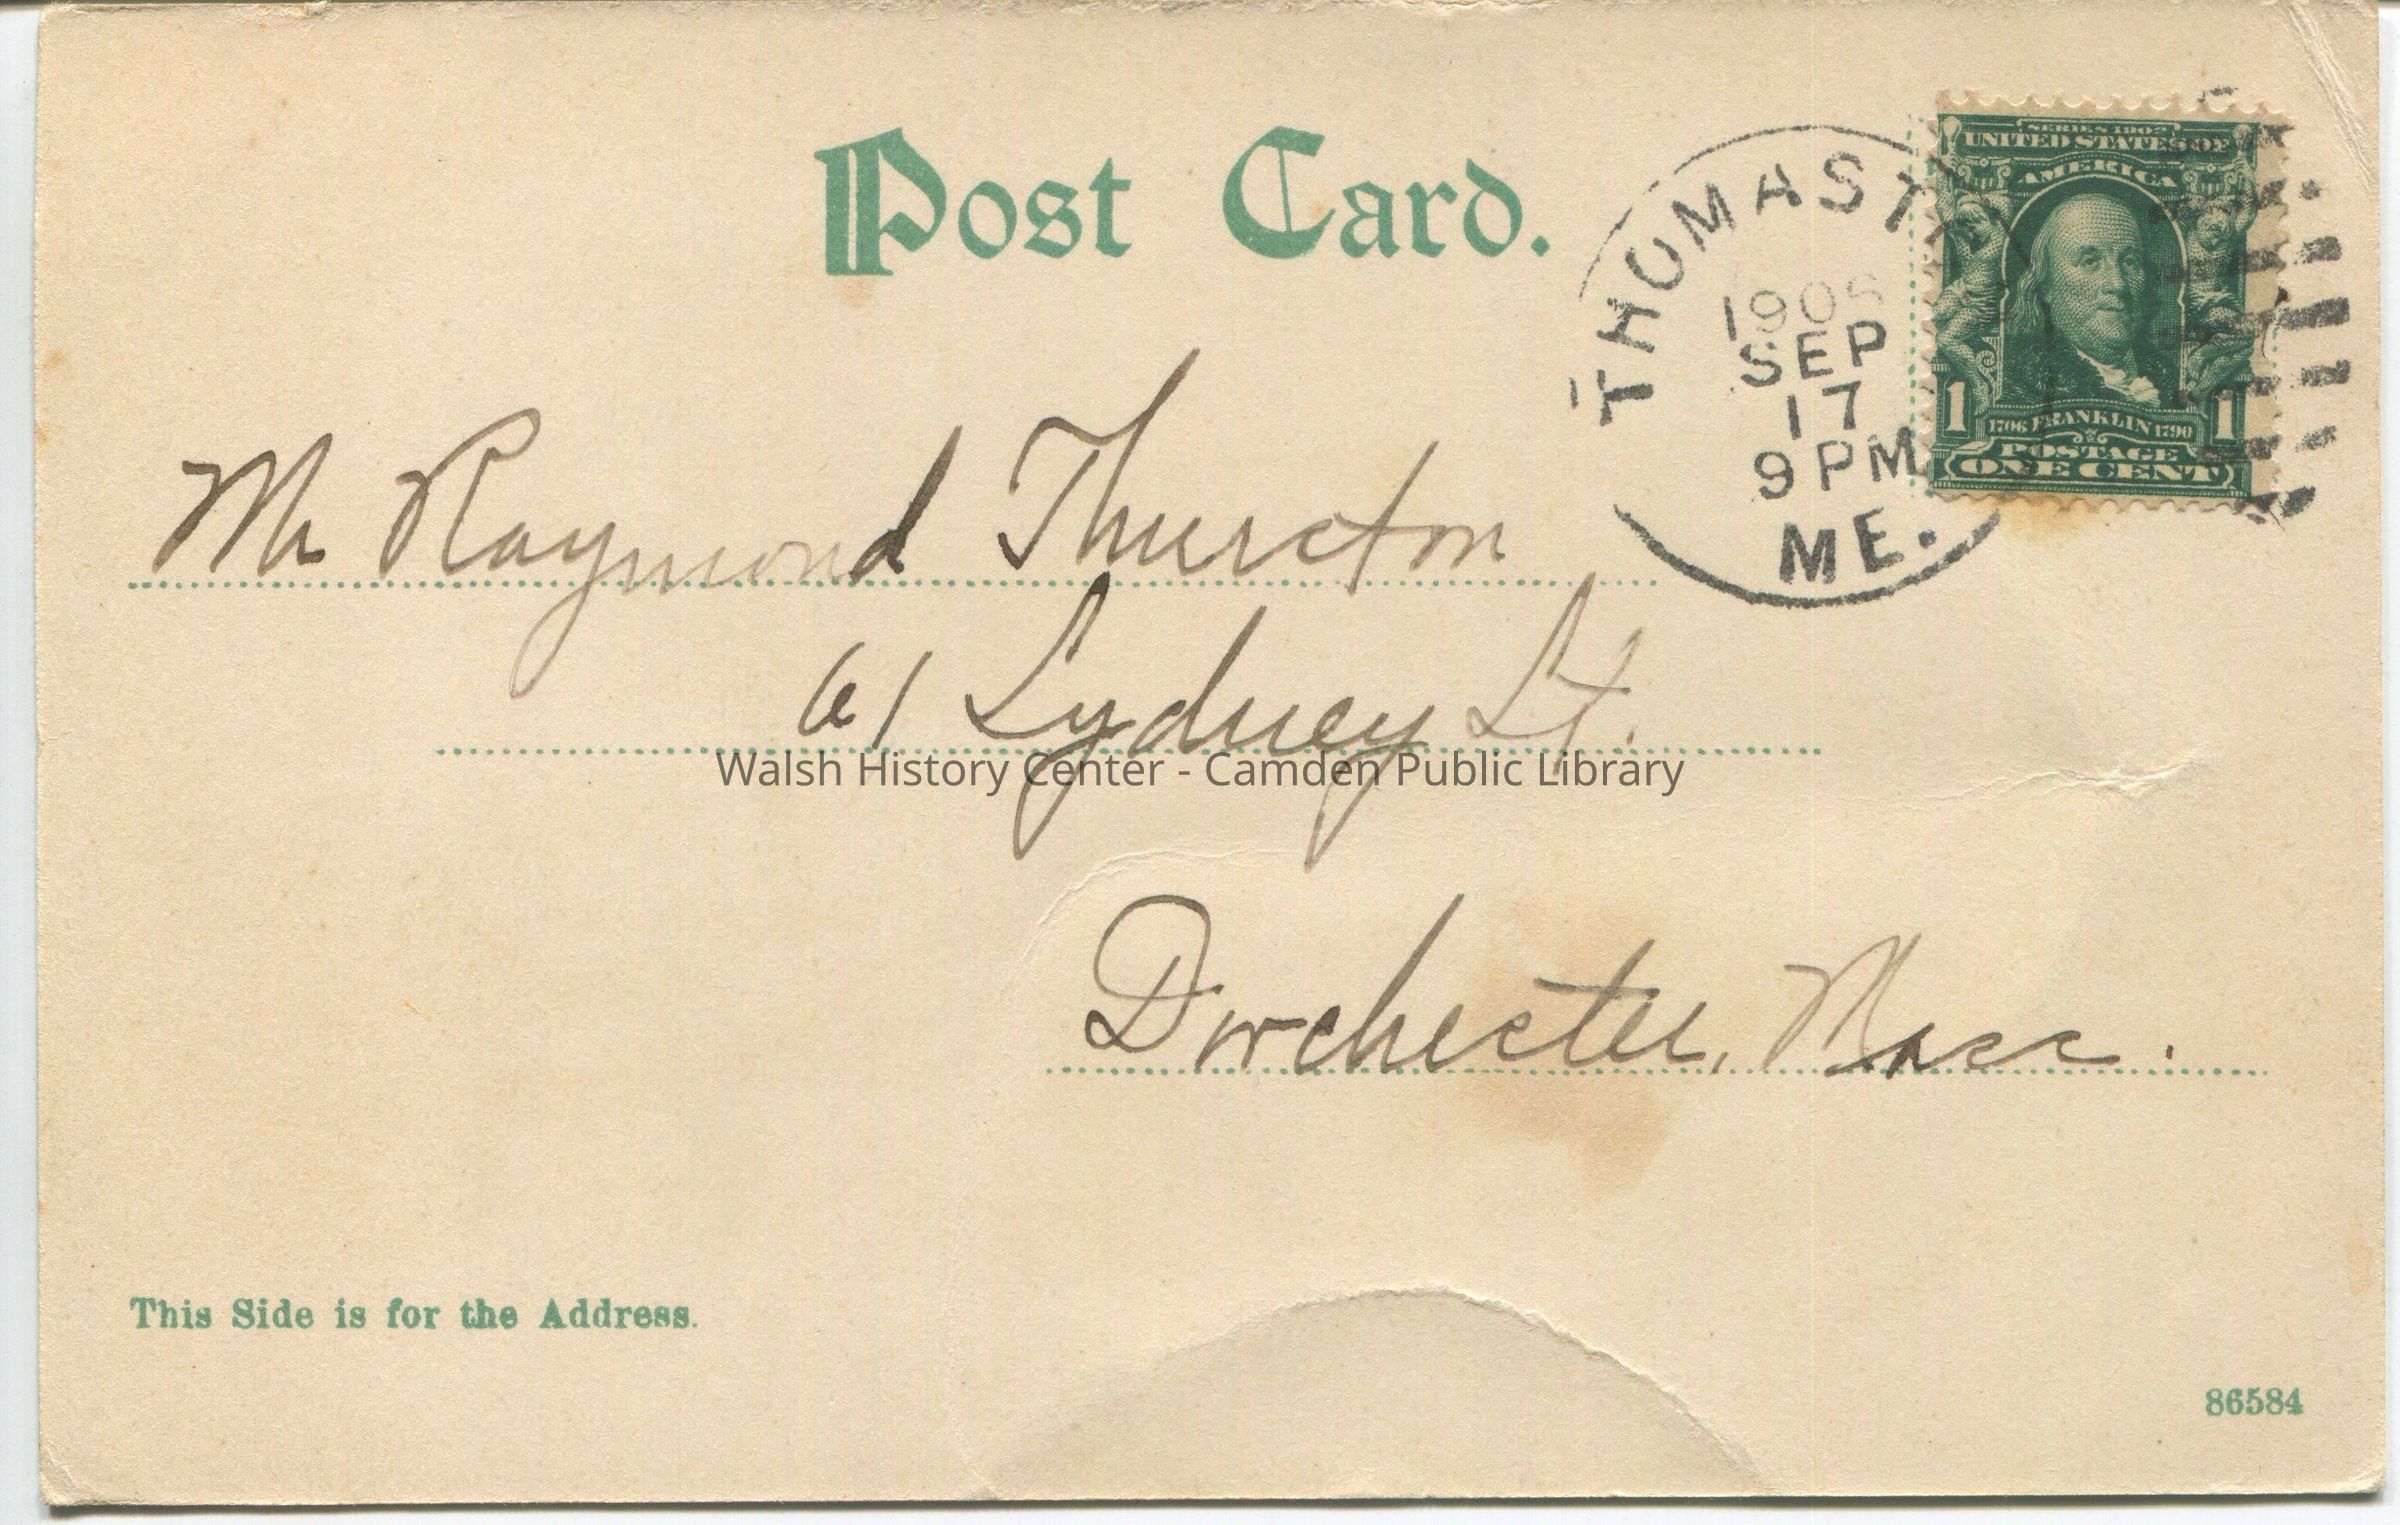 Post Card.
THOMASTON
1906
SEP
17
9 PM
ME.
SERIES 1902
UNITED STATES OF
AMERICA
1 1706 FRANKLIN 1790 1
POSTAGE
ONE CENT
Mr Raymond Thurston
61 Sydney St.
Walsh History Center - Camden Public Library
Dorchester, Mass.
This Side is for the Address.
86584